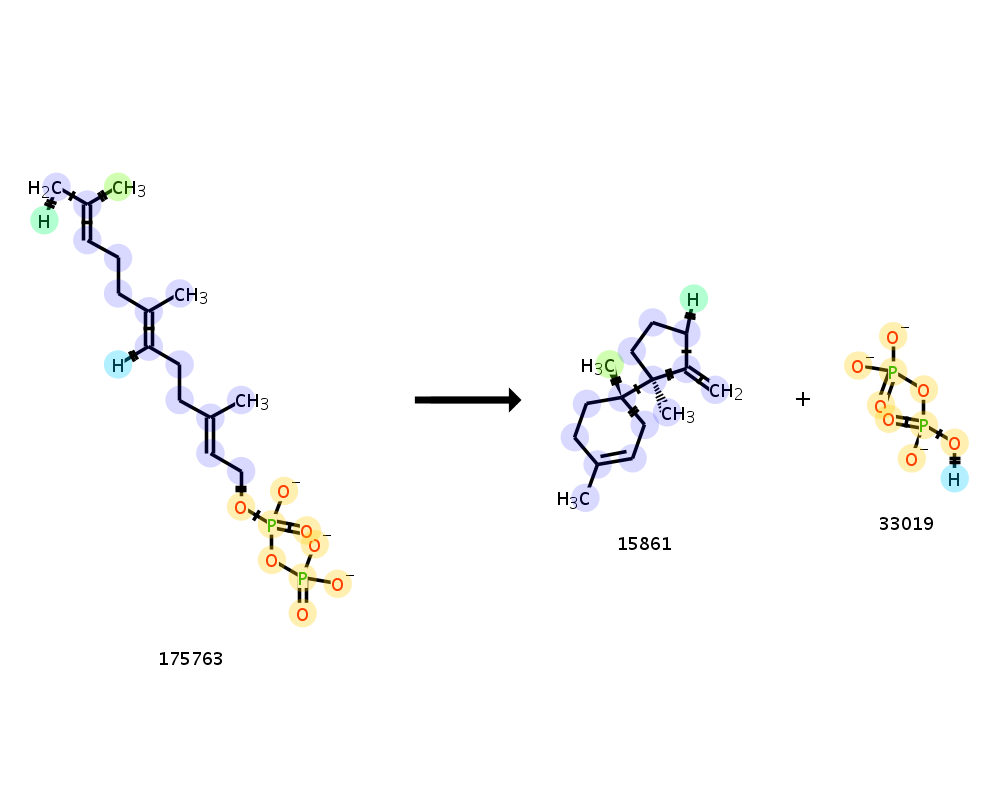 H2C CH3
H
CH3
H
CH3
O
O−
P O
O−
O P O−
O
175763
H
H3C
CH2
CH3
H3C
15861
+
O−
O− P
O
O O
P O
O−
H
33019